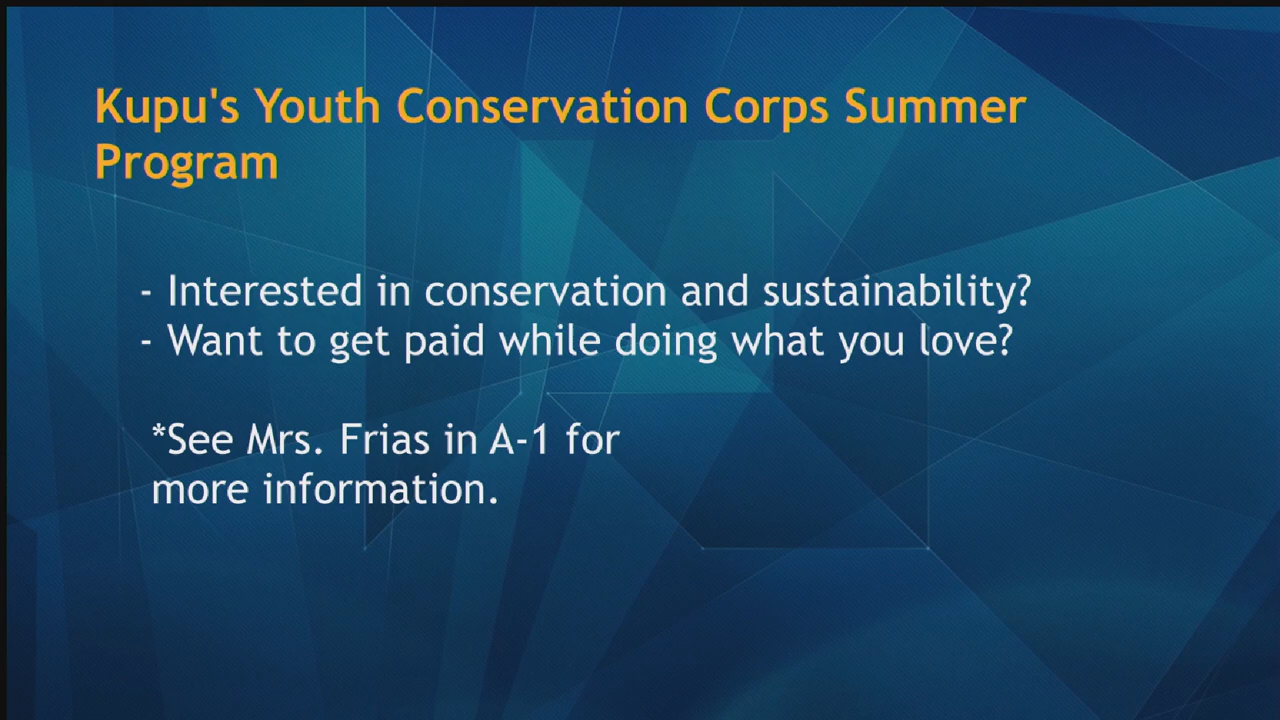 Kupu's Youth Conservation Corps Summer
Program
- Interested in conservation and sustainability?
- Want to get paid while doing what you love?
*See Mrs. Frias in A-1 for
more information.